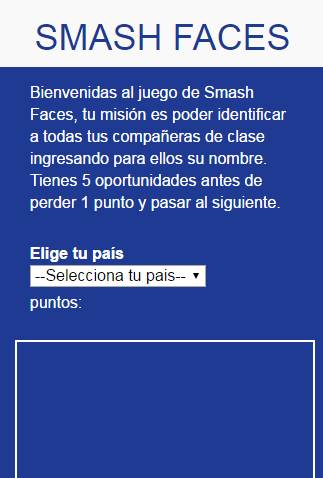 SMASH FACES
Bienvenidas al juego de Smash
Faces, tu misión es poder identificar
a todas tus compañeras de clase
ingresando para ellos su nombre.
Tienes 5 oportunidades antes de
perder 1 punto y pasar al siguiente.
Elige tu país
--Selecciona tu pais--
puntos: